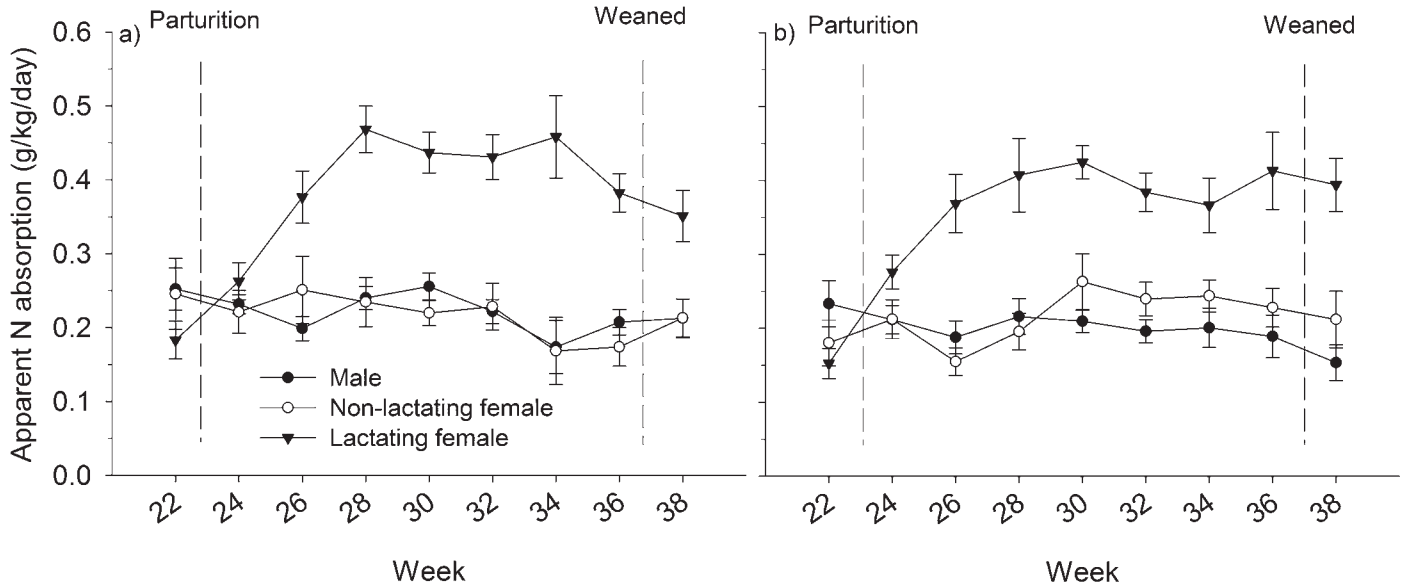 Parturition
Weaned
a)
0.6
0.5
0.4
0.3
0.2
0.1
0.0
Apparent N absorption (g/kg/day)
Male
Non-lactating female
Lactating female
22 24 26 28 30 32 34 36 38
Week
b)
Parturition
Weaned
22 24 26 28 30 32 34 36 38
Week